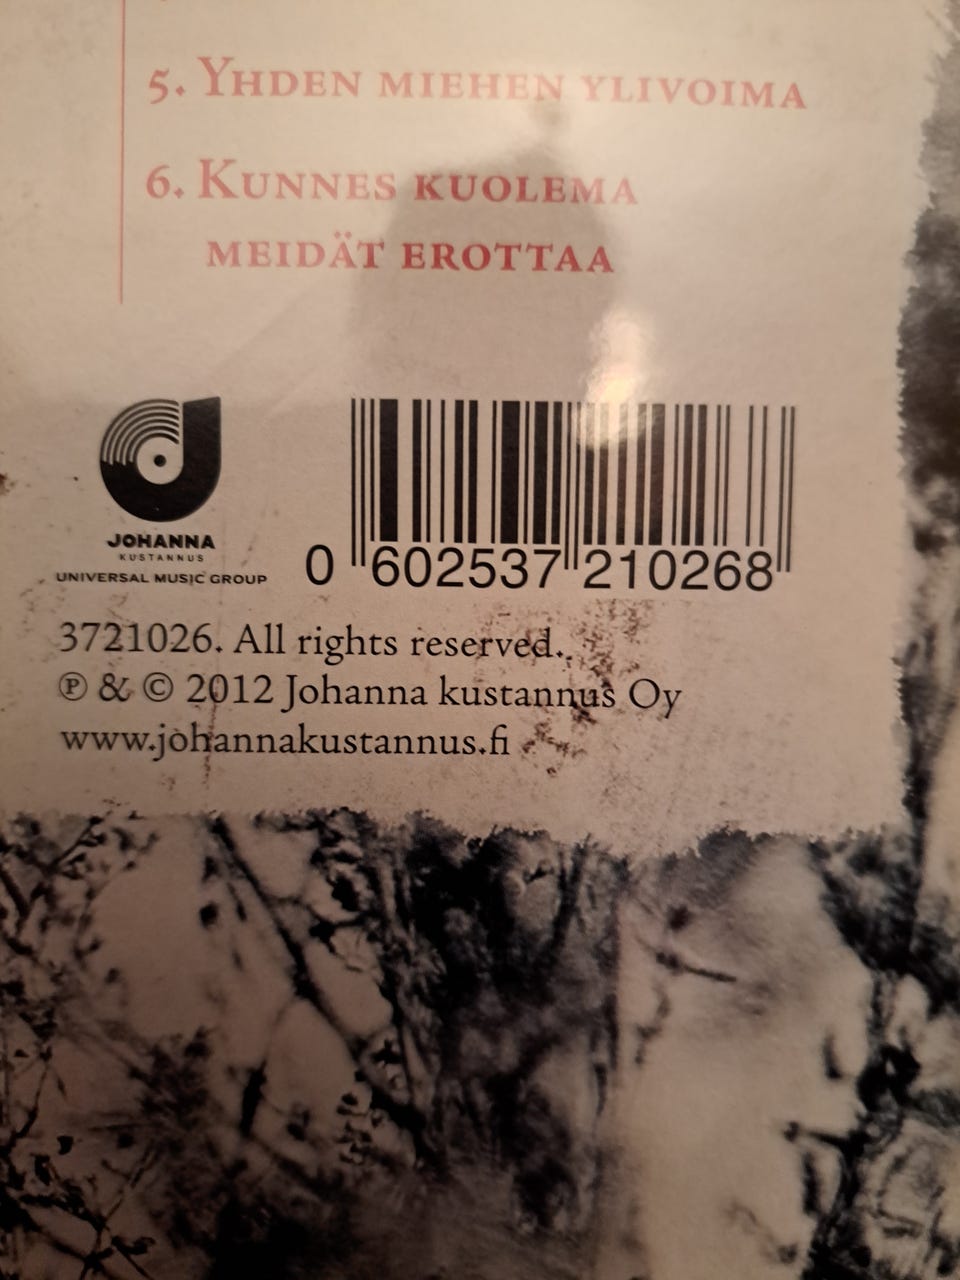 5. Yhden miehen ylivoima
6. Kunnes kuolema
meidät erottaa
JOHANNA
KUSTANNUS
UNIVERSAL MUSIC GROUP
0 602537 210268
3721026. All rights reserved.
℗ & © 2012 Johanna kustannus Oy
www.johannakustannus.fi